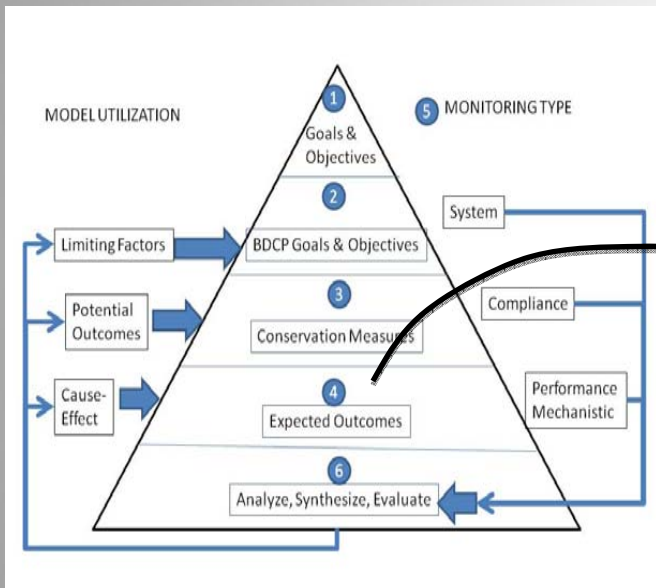 MODEL UTILIZATION
5 MONITORING TYPE
1
Goals &
Objectives
2
System
Limiting Factors
BDCP Goals & Objectives
3
Potential
Outcomes
Compliance
Conservation Measures
4
Cause-
Effect
Expected Outcomes
Performance
Mechanistic
6
Analyze, Synthesize, Evaluate